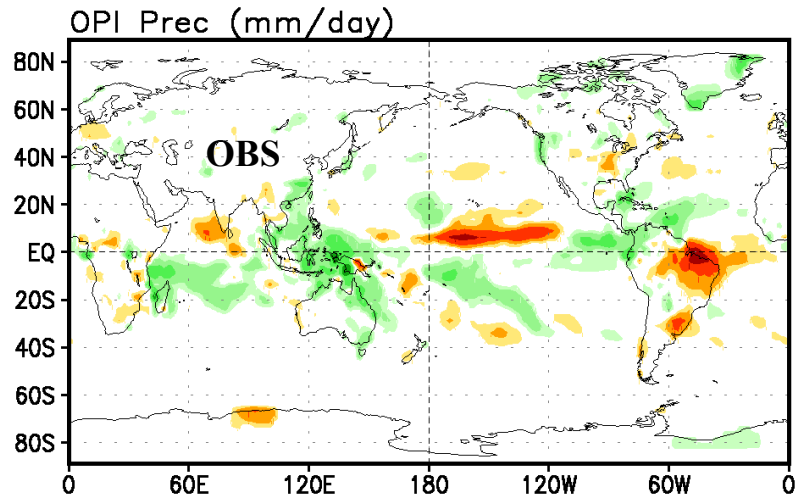 OPI Prec (mm/day)
80N
60N
OBS
40N
20N
EQ
20S
40S
60S
80S
0 60E 120E 180 120W 60W 0